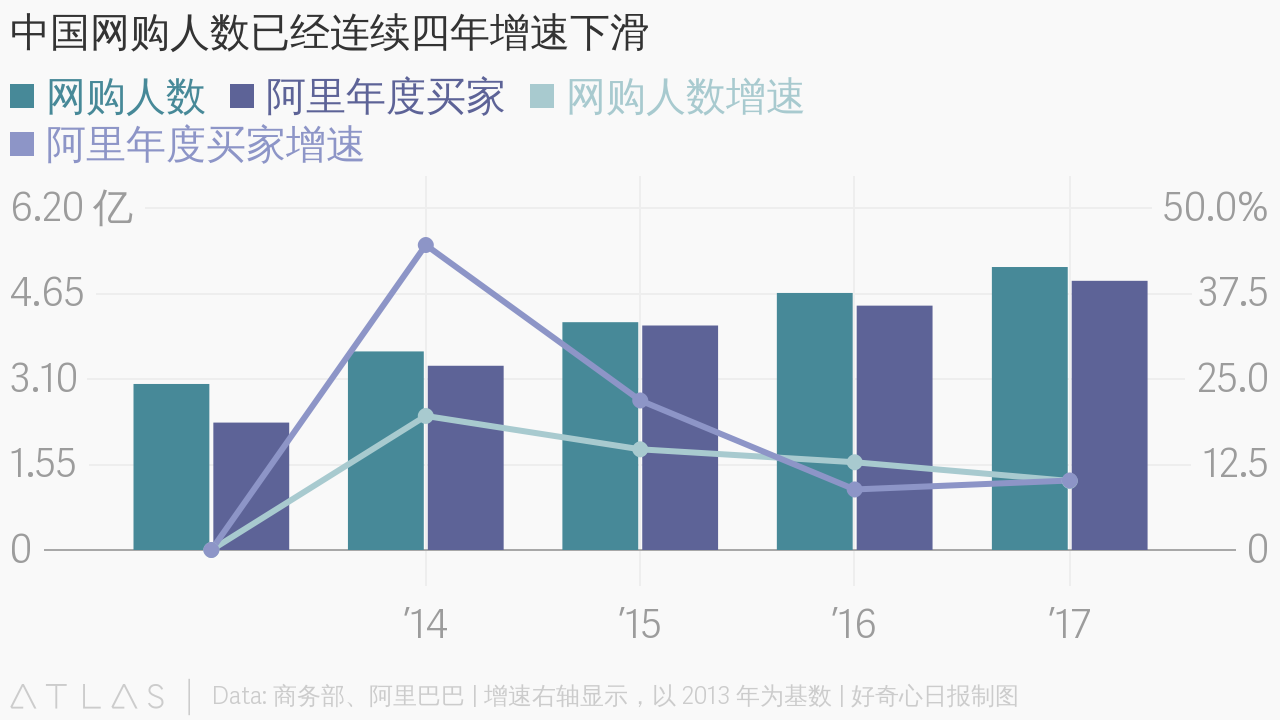 中国网购人数已经连续四年增速下滑
网购人数 阿里年度买家 网购人数增速
阿里年度买家增速
6.20 亿 50.0%
4.65 37.5
3.10 25.0
1.55 12.5
0 0
'14 '15 '16 '17
ATLAS | Data: 商务部、阿里巴巴 | 增速右轴显示，以 2013 年为基数 | 好奇心日报制图